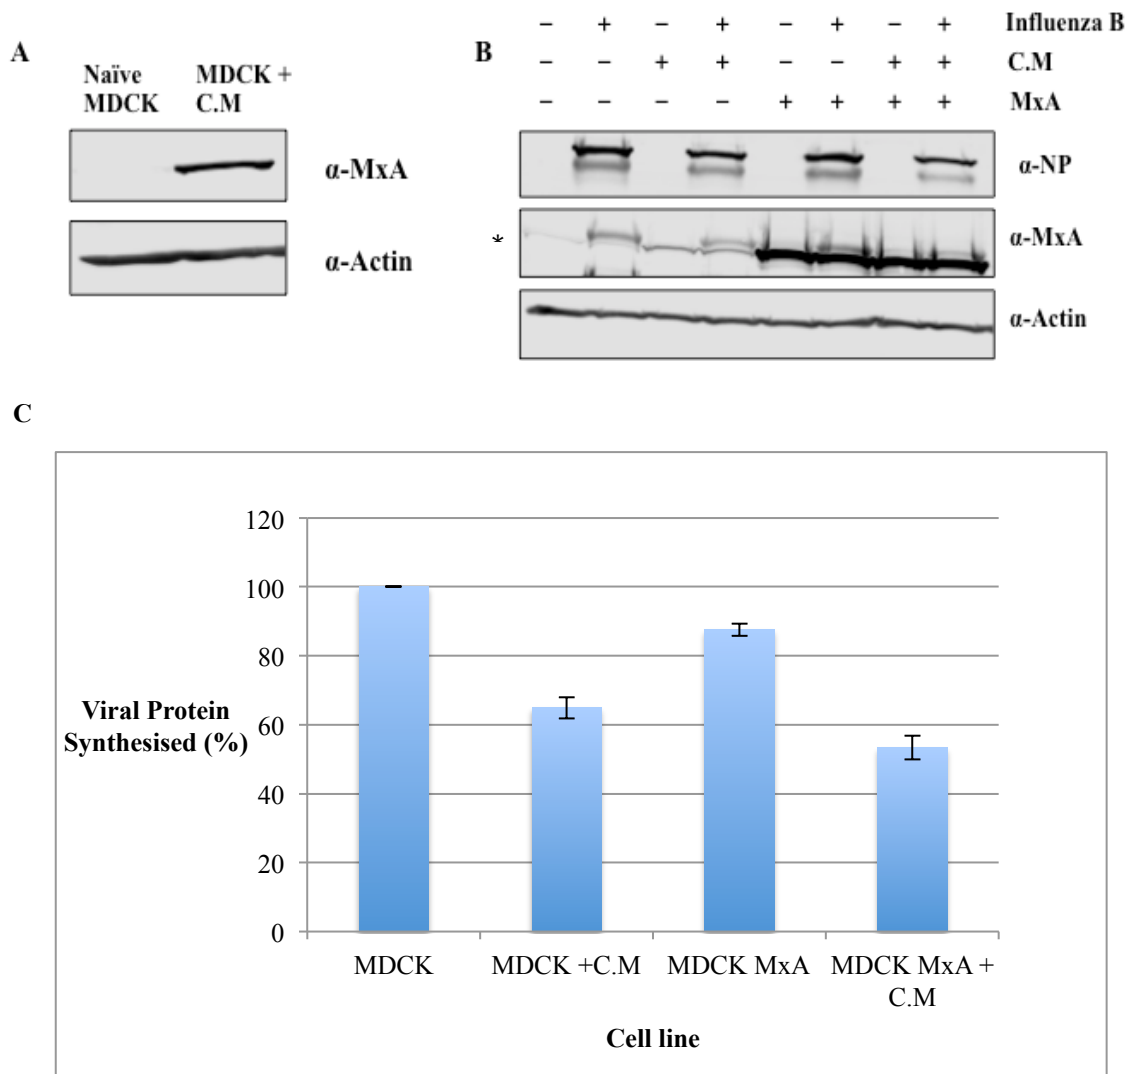 A
Naïve MDCK +
MDCK C.M
α-MxA
α-Actin
B
− + − + − + − + Influenza B
− − + + − − + + C.M
− − − − + + + + MxA
α-NP
* α-MxA
α-Actin
C
120
100
80
60
40
20
0
Viral Protein
Synthesised (%)
MDCK MDCK +C.M MDCK MxA MDCK MxA +
C.M
Cell line